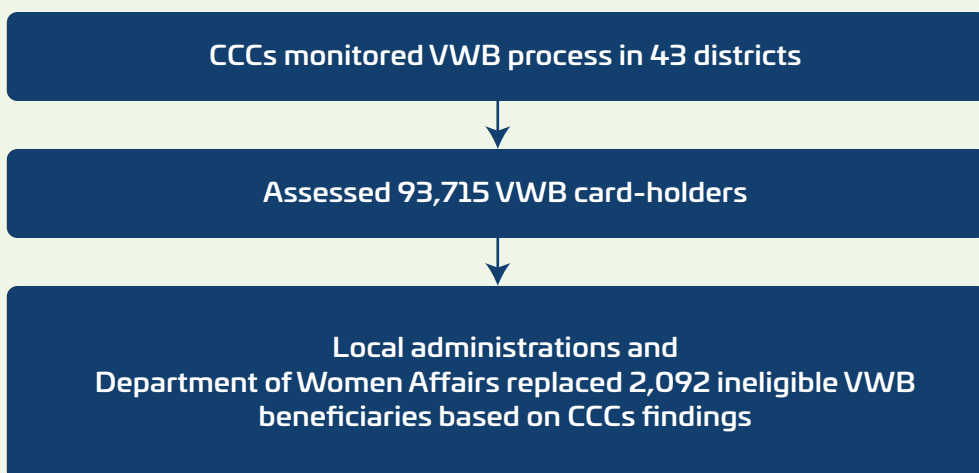 CCCs monitored VWB process in 43 districts
Assessed 93,715 VWB card-holders
Local administrations and
Department of Women Affairs replaced 2,092 ineligible VWB
beneficiaries based on CCCs findings